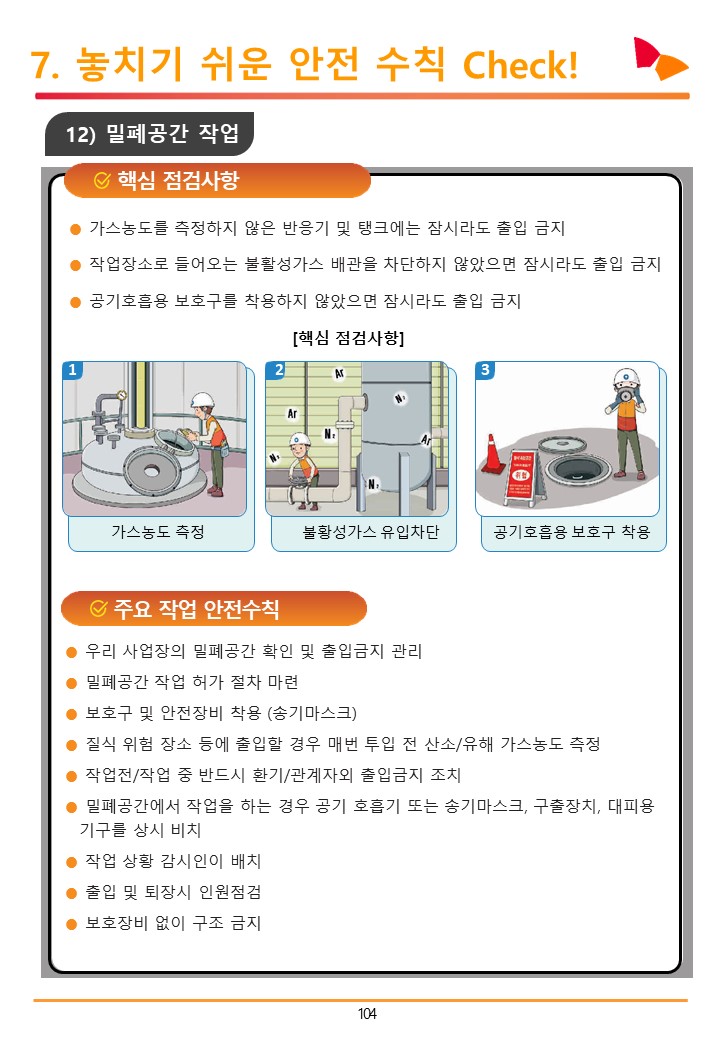 7. 놓치기 쉬운 안전 수칙 Check!
12) 밀폐공간 작업
핵심 점검사항
가스농도를 측정하지 않은 반응기 및 탱크에는 잠시라도 출입 금지
작업장소로 들어오는 불활성가스 배관을 차단하지 않았으면 잠시라도 출입 금지
공기호흡용 보호구를 착용하지 않았으면 잠시라도 출입 금지
[핵심 점검사항]
1
2
3
Ar
N₂
Ar
N₂
Ar
N₂
N₂
위험
가스농도 측정
불황성가스 유입차단
공기호흡용 보호구 착용
주요 작업 안전수칙
우리 사업장의 밀폐공간 확인 및 출입금지 관리
밀폐공간 작업 허가 절차 마련
보호구 및 안전장비 착용 (송기마스크)
질식 위험 장소 등에 출입할 경우 매번 투입 전 산소/유해 가스농도 측정
작업전/작업 중 반드시 환기/관계자외 출입금지 조치
밀폐공간에서 작업을 하는 경우 공기 호흡기 또는 송기마스크, 구출장치, 대피용
기구를 상시 비치
작업 상황 감시인이 배치
출입 및 퇴장시 인원점검
보호장비 없이 구조 금지
104